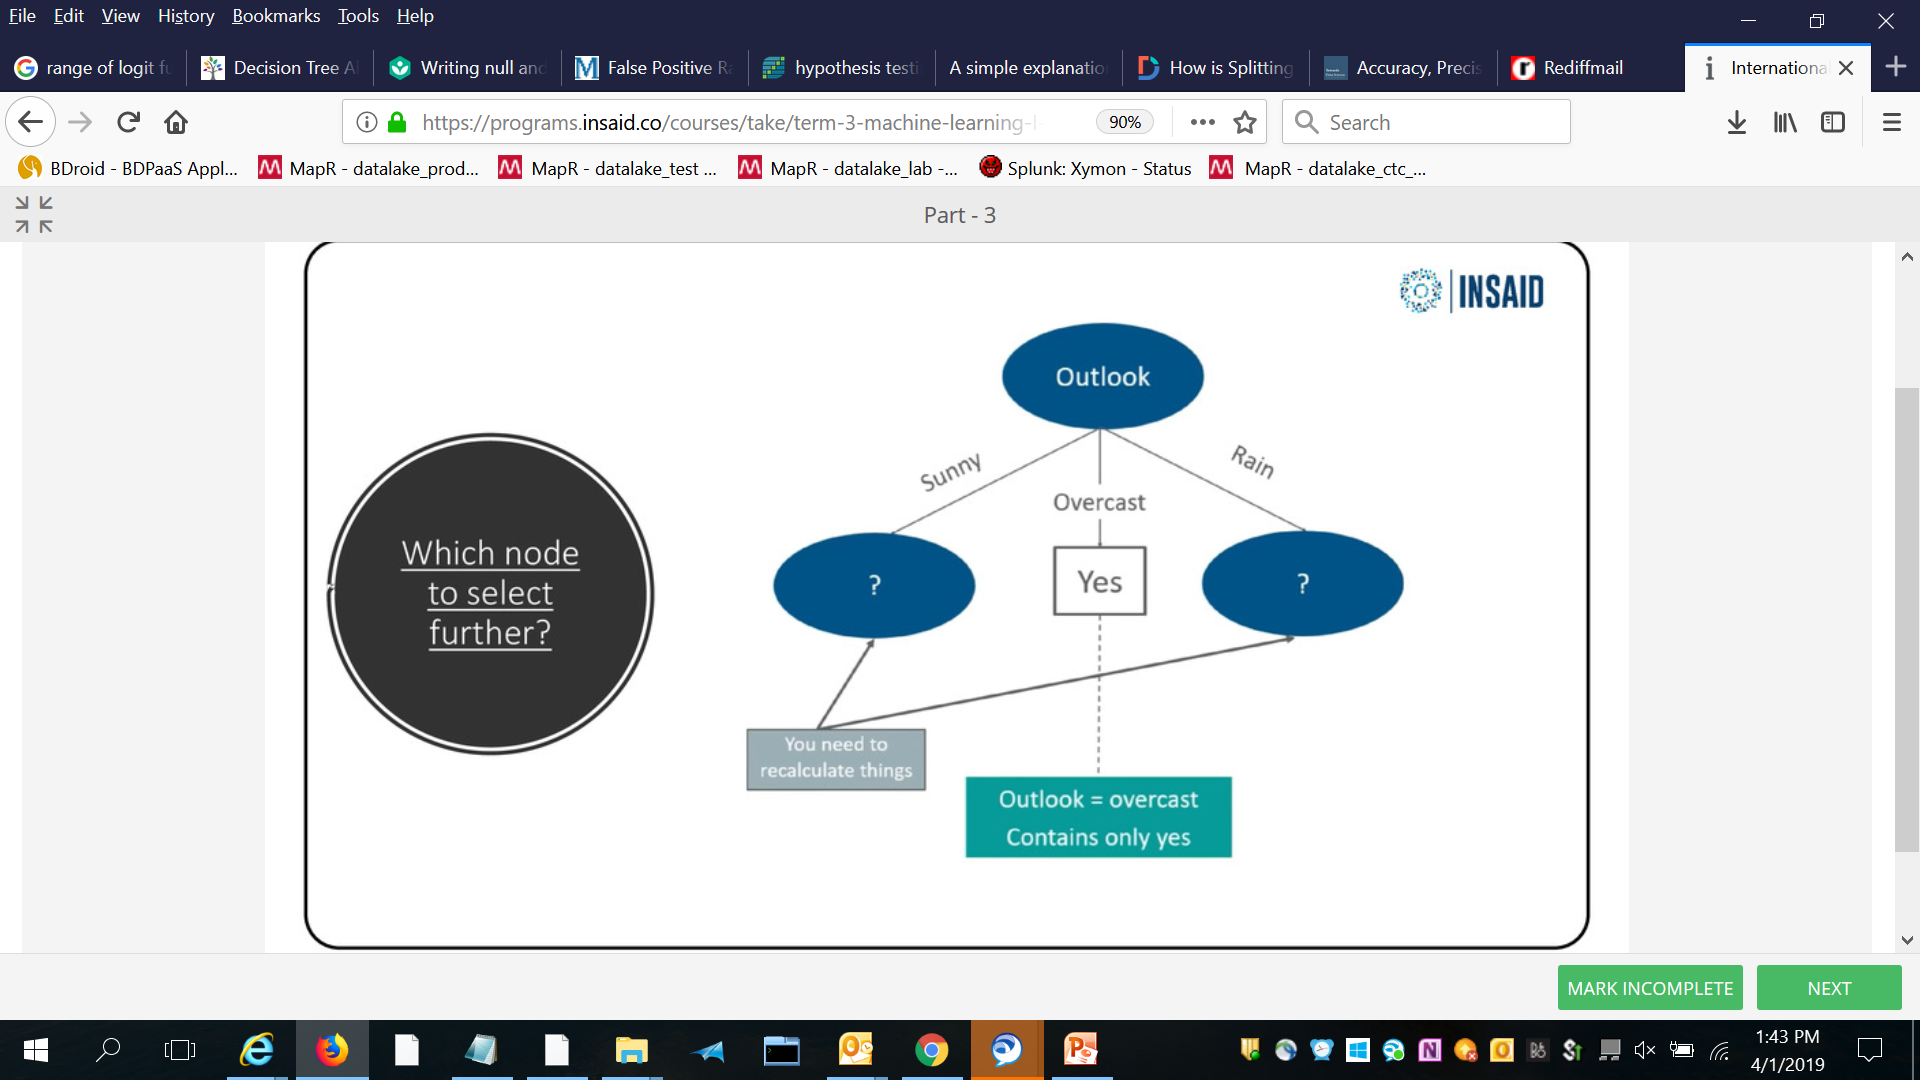 File Edit View History Bookmarks Tools Help
range of logit fu
Decision Tree Al
Writing null and
False Positive Ra
hypothesis testi
A simple explanation
How is Splitting
Accuracy, Precis
Rediffmail
Internationa
https://programs.insaid.co/courses/take/term-3-machine-learning-l
90%
Search
BDroid - BDPaaS Appl...
MapR - datalake_prod...
MapR - datalake_test ...
MapR - datalake_lab -...
Splunk: Xymon - Status
MapR - datalake_ctc_...
Part - 3
INSAID
Outlook
Sunny
Rain
Overcast
Which node
to select
further?
?
Yes
?
You need to
recalculate things
Outlook = overcast
Contains only yes
MARK INCOMPLETE
NEXT
1:43 PM
4/1/2019